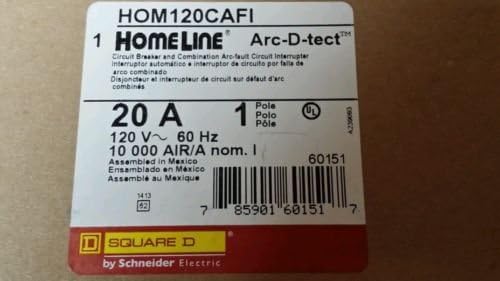 HOM120CAFI
1 HOMELINE® Arc-D-tect™
Circuit Breaker and Combination Arc-fault Circuit Interrupter
Interruptor automático e interruptor de circuito por falla de
arco combinado
Disjoncteur et interrupteur de circuit sur défaut d'arc
combinés
20 A 1 Pole
Polo
Pôle
UL
A239093
120 V~ 60 Hz
10 000 AIR/A nom. I
Assembled in Mexico
Ensamblado en México
Assemblé au Mexique
60151
1413
62
7 85901 60151 7
D SQUARE D
by Schneider Electric